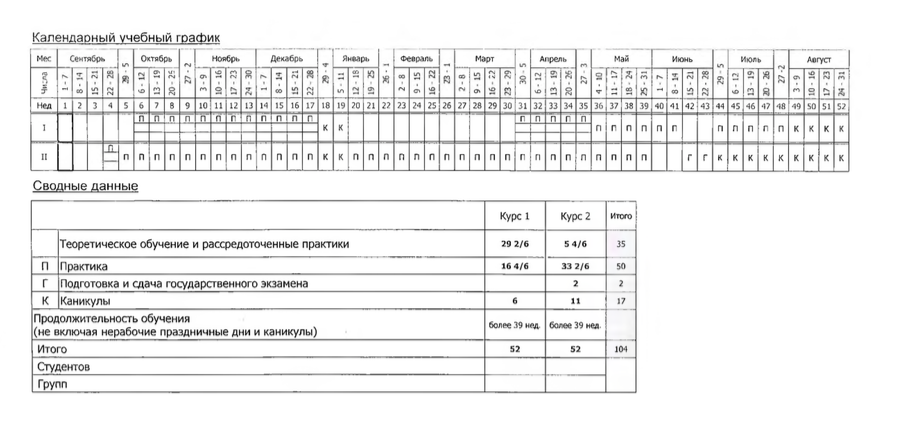 Календарный учебный график
Мес Сентябрь 29 - 5 Октябрь 27 - 2 Ноябрь Декабрь 29 - 4 Январь 26 - 1 Февраль 23 - 1 Март 30 - 5 Апрель 27 - 3 Май Июнь 29 - 5 Июль 27 - 2 Август
Числа 1 - 7 8 - 14 15 - 21 22 - 28 6 - 12 13 - 19 20 - 26 3 - 9 10 - 16 17 - 23 24 - 30 1 - 7 8 - 14 15 - 21 22 - 28 5 - 11 12 - 18 19 - 25 2 - 8 9 - 15 16 - 22 2 - 8 9 - 15 16 - 22 23 - 29 6 - 12 13 - 19 20 - 26 4 - 10 11 - 17 18 - 24 25 - 31 1 - 7 8 - 14 15 - 21 22 - 28 6 - 12 13 - 19 20 - 26 3 - 9 10 - 16 17 - 23 24 - 31
Нед 1 2 3 4 5 6 7 8 9 10 11 12 13 14 15 16 17 18 19 20 21 22 23 24 25 26 27 28 29 30 31 32 33 34 35 36 37 38 39 40 41 42 43 44 45 46 47 48 49 50 51 52
I П П П П П П П П П П П П К К П П П П П П П П П П П П П П П П К К К К
II П П П П П П П П П П П П П П К К П П П П П П П П П П П П П П П П П П П П Г Г К К К К К К К К К
Сводные данные
Курс 1 Курс 2 Итого
Теоретическое обучение и рассредоточенные практики 29 2/6 5 4/6 35
П Практика 16 4/6 33 2/6 50
Г Подготовка и сдача государственного экзамена 2 2
К Каникулы 6 11 17
Продолжительность обучения
(не включая нерабочие праздничные дни и каникулы) более 39 нед. более 39 нед.
Итого 52 52 104
Студентов
Групп